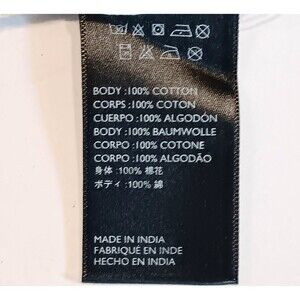 BODY :100% COTTON
CORPS :100% COTON
CUERPO :100% ALGODÓN
BODY :100% BAUMWOLLE
CORPO :100% COTONE
CORPO :100% ALGODÃO
身体 :100% 棉花
ボディ :100% 綿
MADE IN INDIA
FABRIQUÉ EN INDE
HECHO EN INDIA